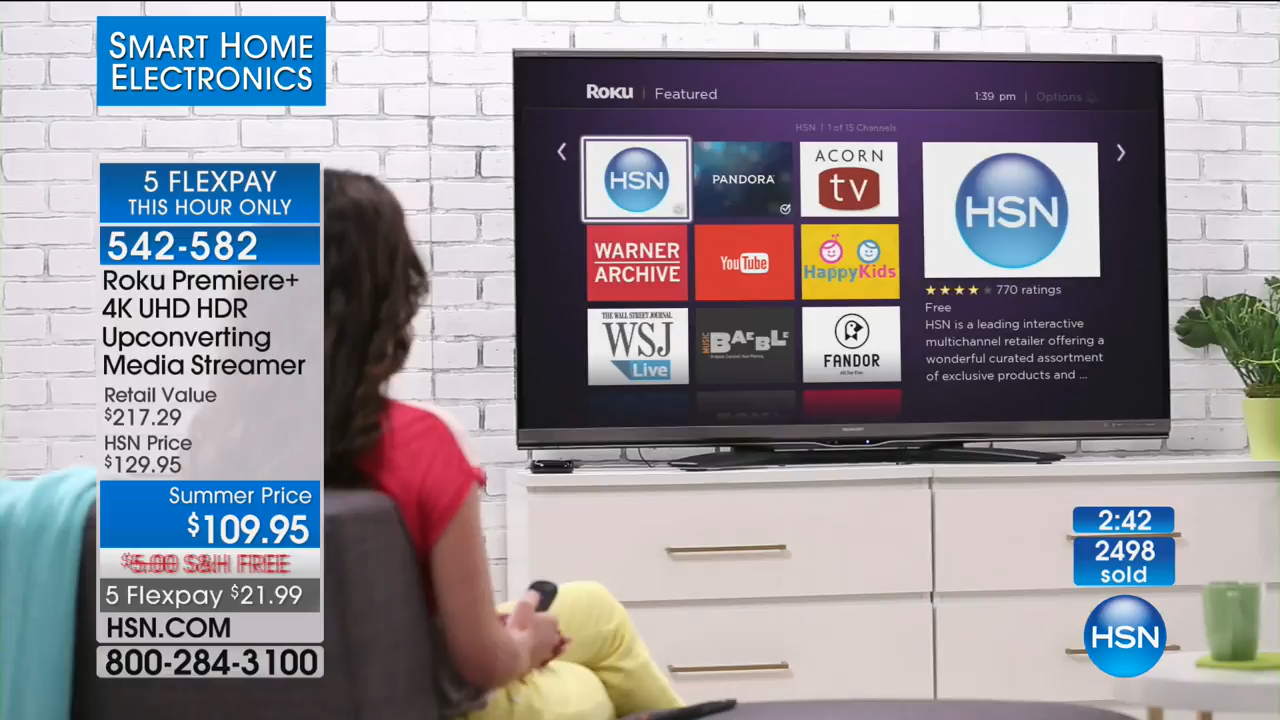 SMART HOME
ELECTRONICS
5 FLEXPAY
THIS HOUR ONLY
542-582
Roku Premiere+
4K UHD HDR
Upconverting
Media Streamer
Retail Value
$217.29
HSN Price
$129.95
Summer Price
$109.95
$5.00 S&H FREE
5 Flexpay $21.99
HSN.COM
800-284-3100
Roku | Featured
1:39 pm | Options
HSN | 1 of 15 Channels
HSN
PANDORA
ACORN
tv
WARNER
ARCHIVE
YouTube
HappyKids
THE WALL STREET JOURNAL
WSJ
Live
MUSIC
BAEBLE
FANDOR
HSN
770 ratings
Free
HSN is a leading interactive
multichannel retailer offering a
wonderful curated assortment
of exclusive products and ...
SHARP
2:42
2498
sold
HSN